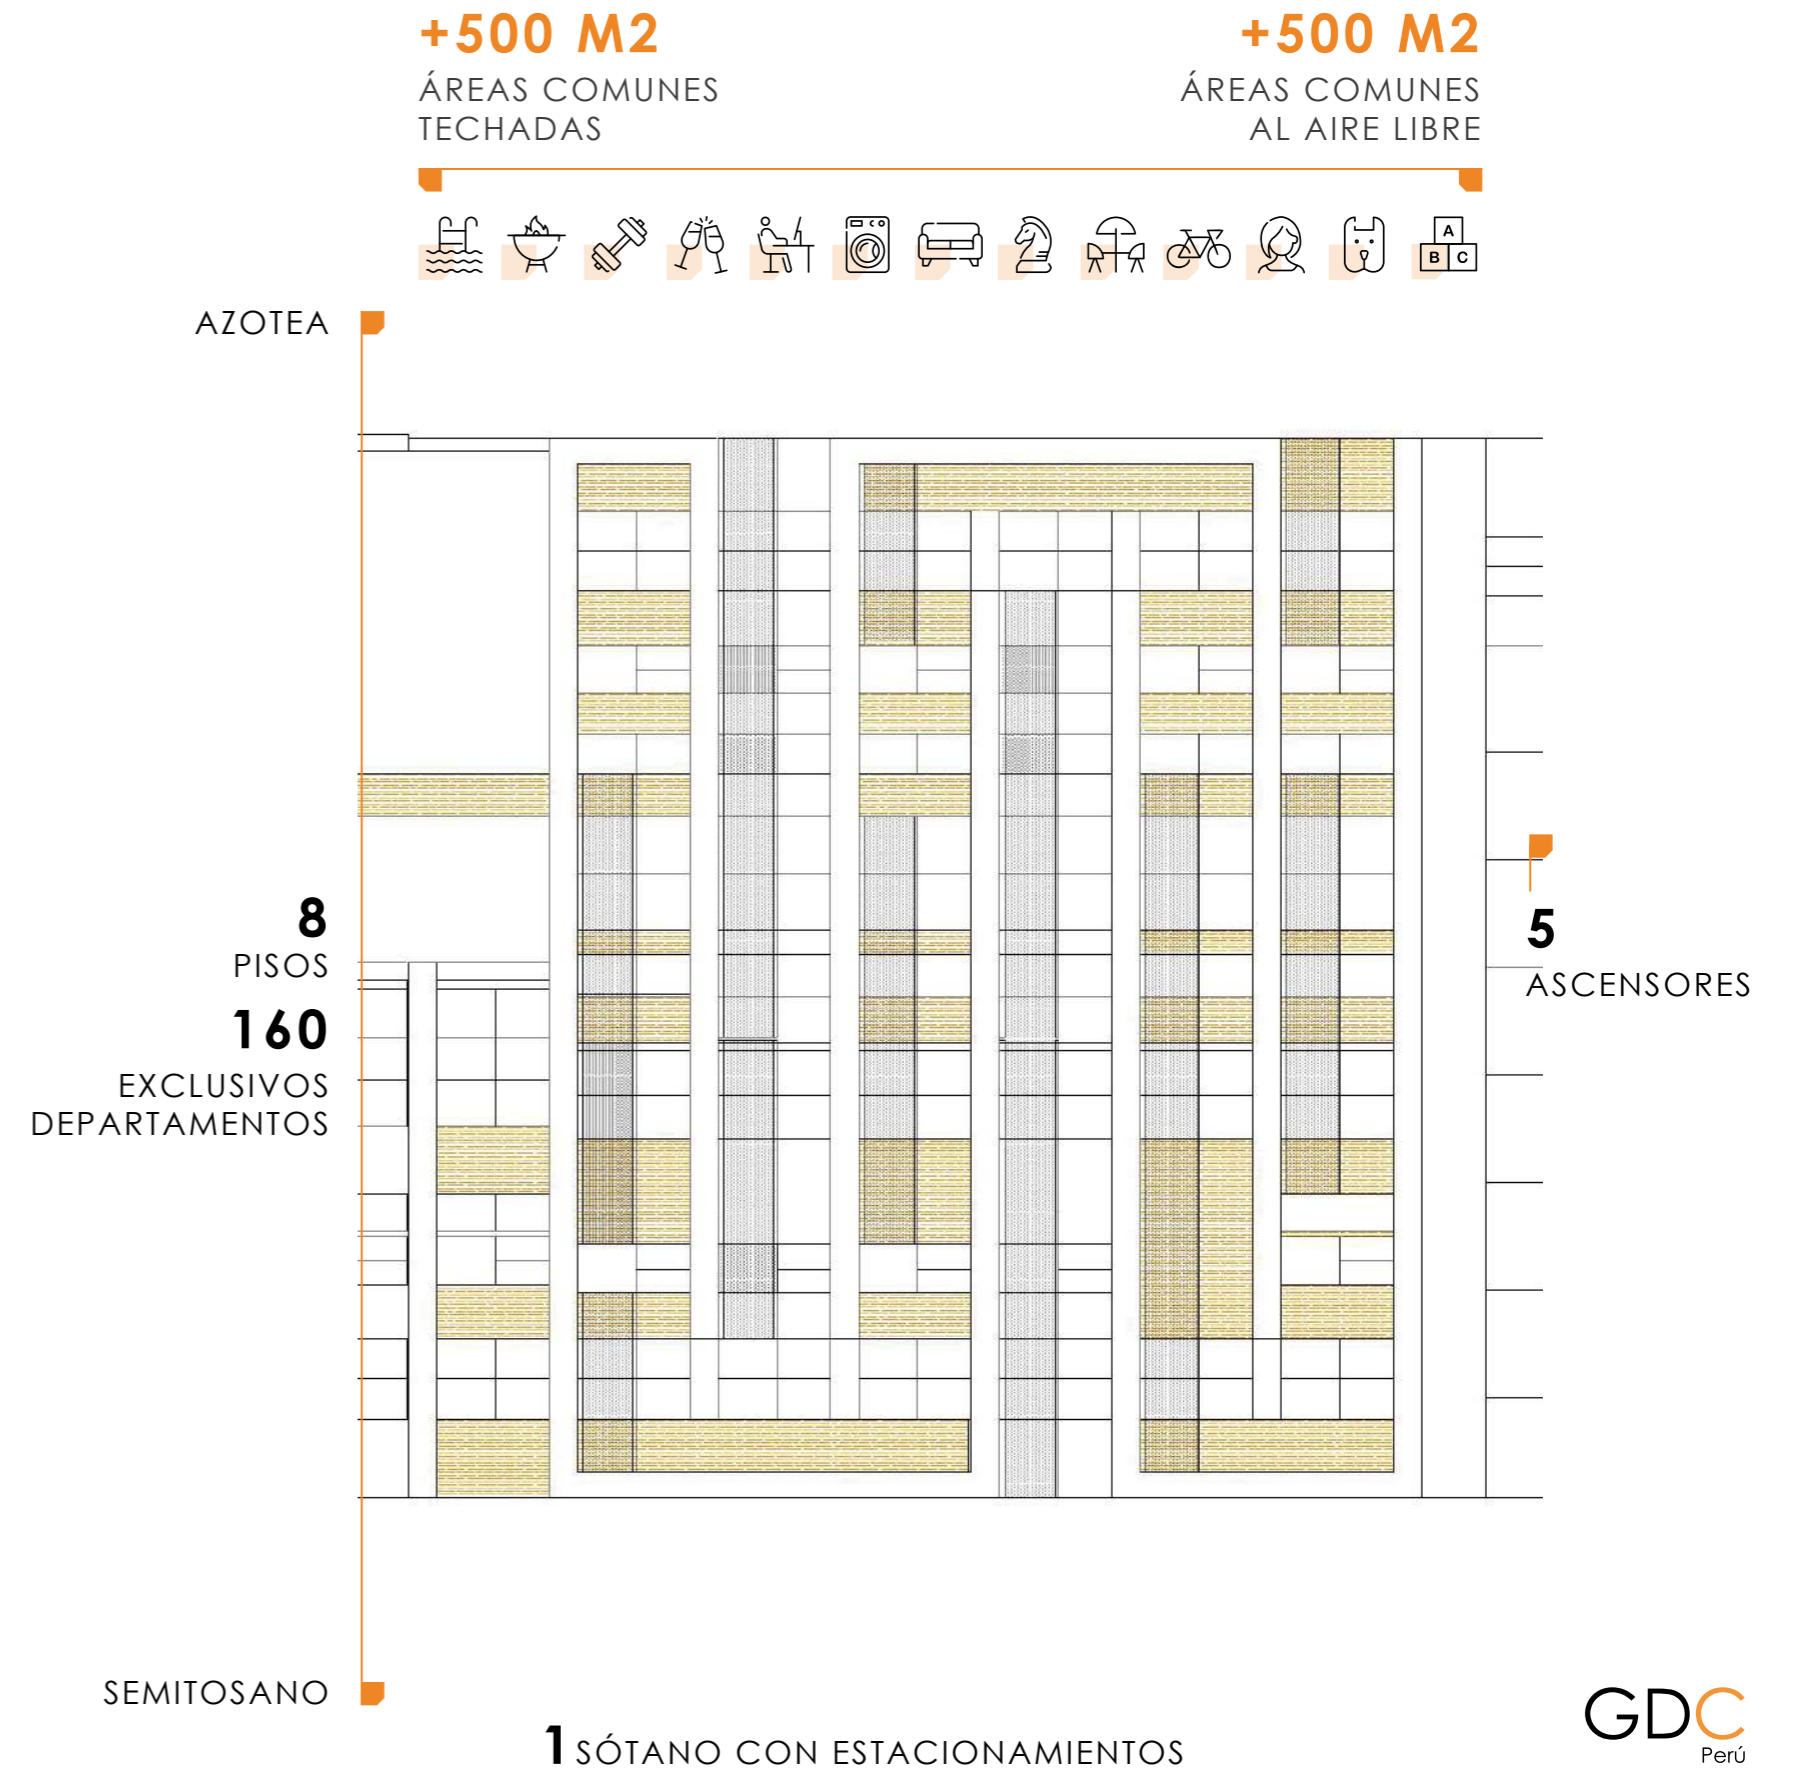 +500 M2
ÁREAS COMUNES
TECHADAS
+500 M2
ÁREAS COMUNES
AL AIRE LIBRE
A
B C
AZOTEA
8
PISOS
160
EXCLUSIVOS
DEPARTAMENTOS
5
ASCENSORES
SEMITOSANO
1 SÓTANO CON ESTACIONAMIENTOS
GDC
Perú